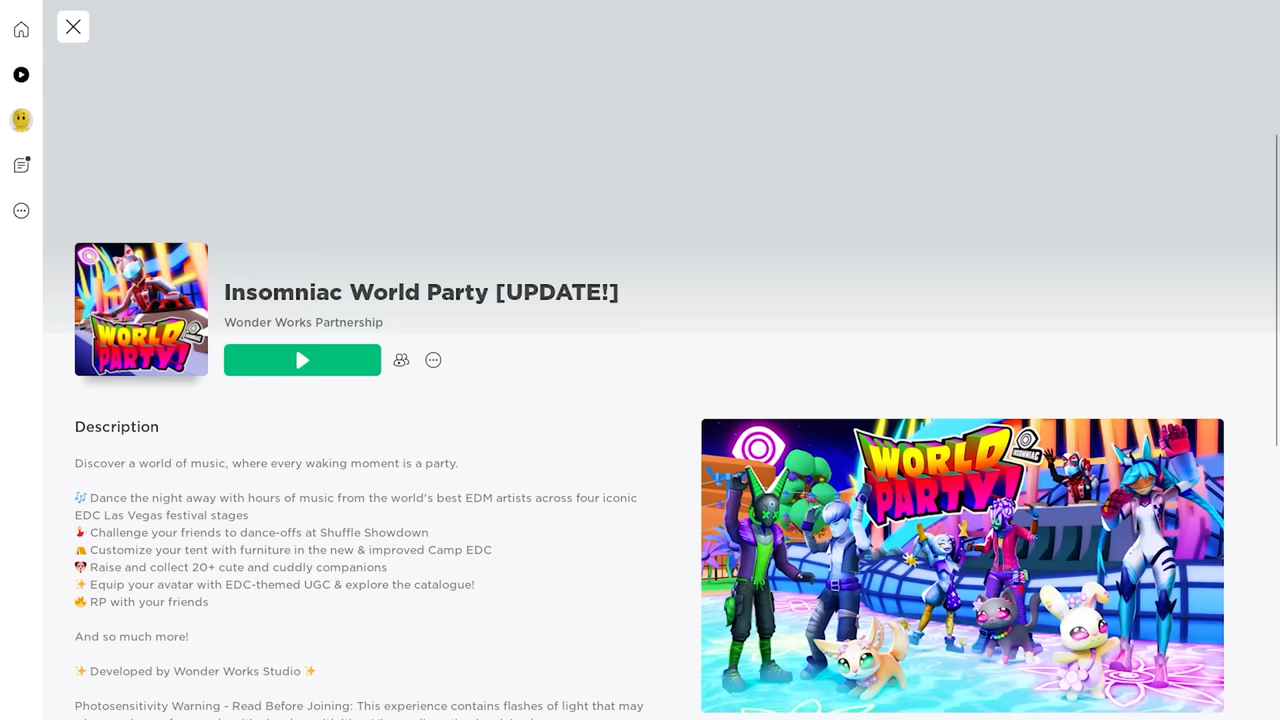 WORLD
PARTY!
Insomniac World Party [UPDATE!]
Wonder Works Partnership
Description
Discover a world of music, where every waking moment is a party.
🎶 Dance the night away with hours of music from the world's best EDM artists across four iconic
EDC Las Vegas festival stages
💃 Challenge your friends to dance-offs at Shuffle Showdown
⛺ Customize your tent with furniture in the new & improved Camp EDC
🐶 Raise and collect 20+ cute and cuddly companions
✨ Equip your avatar with EDC-themed UGC & explore the catalogue!
🔥 RP with your friends
And so much more!
✨ Developed by Wonder Works Studio ✨
Photosensitivity Warning - Read Before Joining: This experience contains flashes of light that may
WORLD
PARTY!
INSOMNIAC